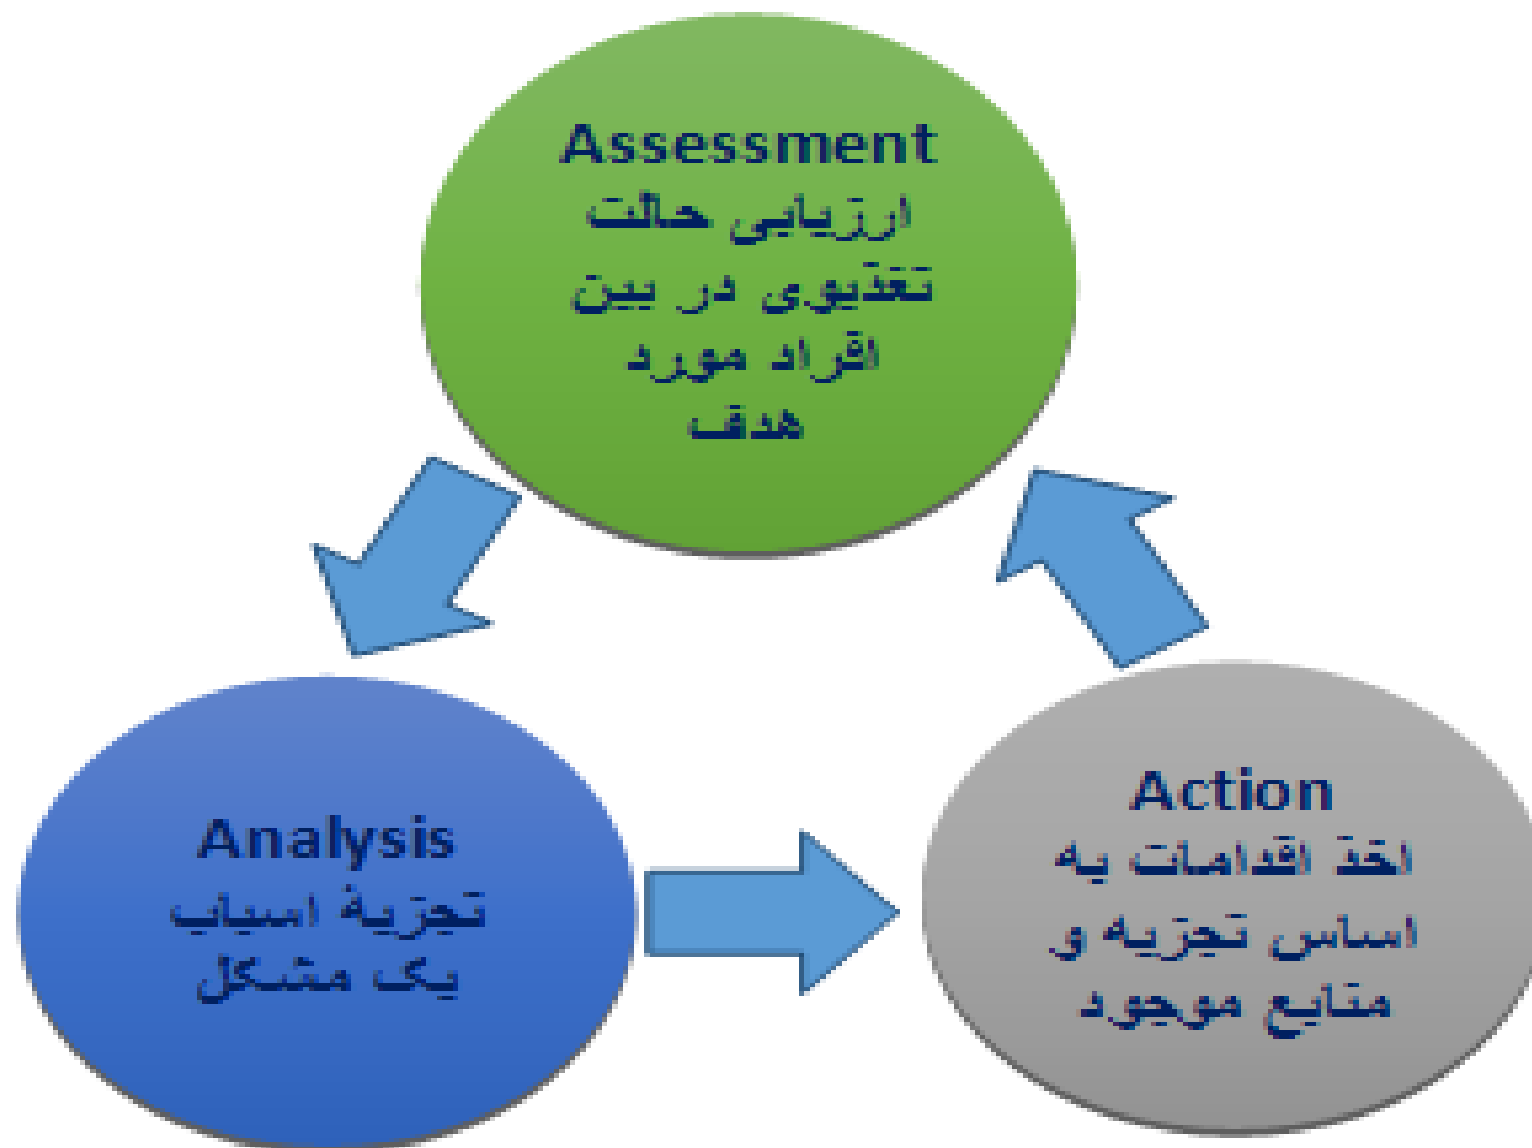 Assessment
ارزیابی حالت
تغذیوی در بین
افراد مورد
هدف
Analysis
تجزیۀ اسباب
یک مشکل
Action
اخذ اقدامات به
اساس تجزیه و
منابع موجود